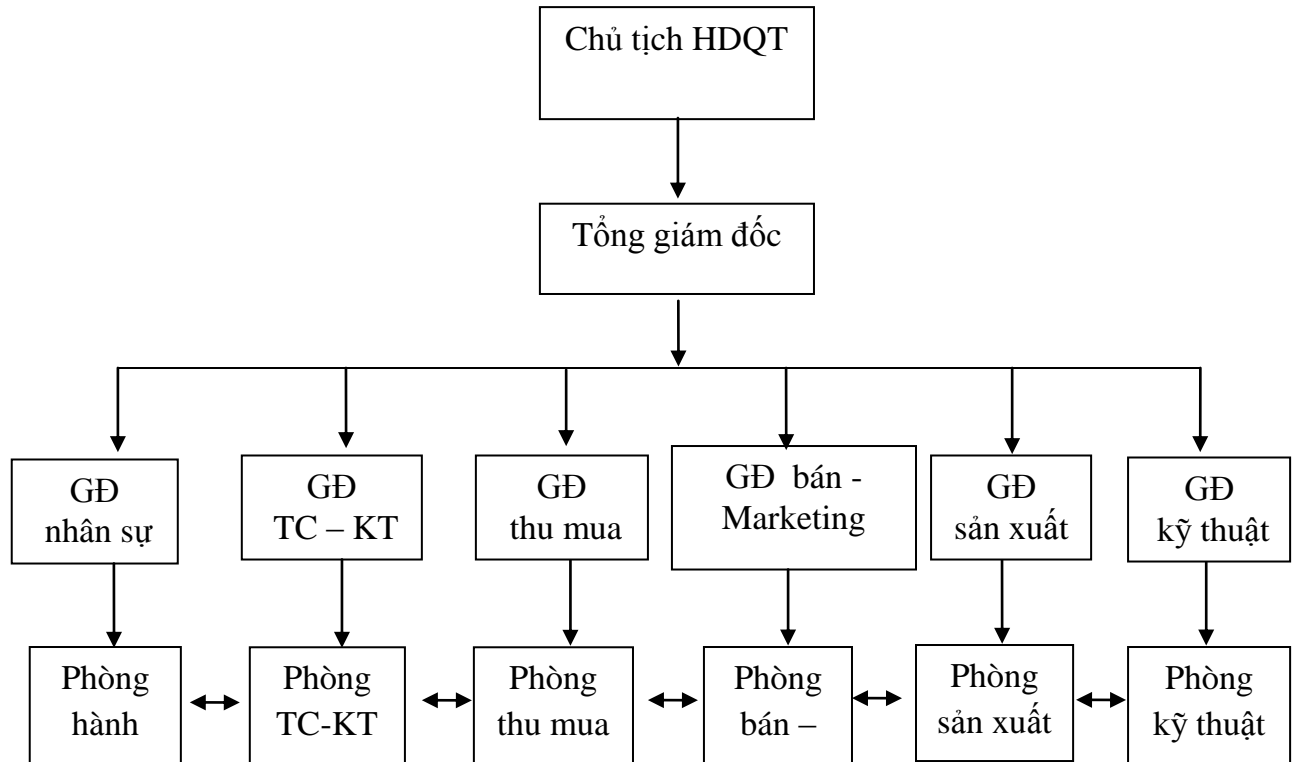 Chủ tịch HDQT
Tổng giám đốc
GĐ
nhân sự
GĐ
TC – KT
GĐ
thu mua
GĐ bán -
Marketing
GĐ
sản xuất
GĐ
kỹ thuật
Phòng
hành
Phòng
TC-KT
Phòng
thu mua
Phòng
bán –
Phòng
sản xuất
Phòng
kỹ thuật